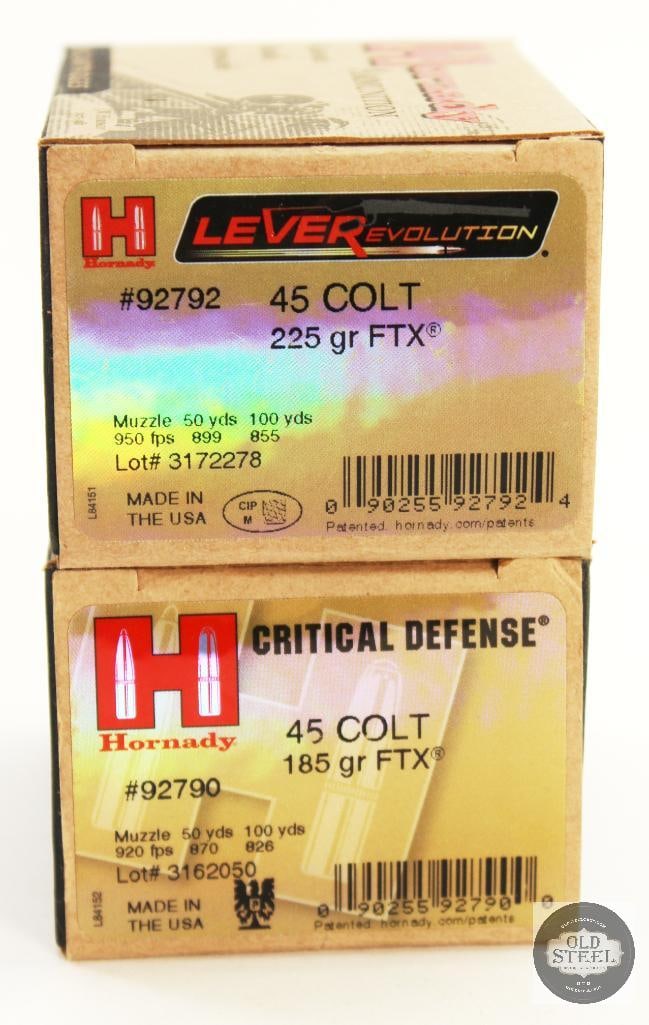 AMMUNITION
H
Hornady
LEVEREVOLUTION
#92792
45 COLT
225 gr FTX®
Muzzle 50 yds 100 yds
950 fps 899 855
Lot# 3172278
L84151
MADE IN
THE USA
CIP
M
0 90255 92792 4
Patented. hornady.com/patents
H
Hornady
CRITICAL DEFENSE®
45 COLT
185 gr FTX®
#92790
Muzzle 50 yds 100 yds
920 fps 870 826
Lot# 3162050
L84152
MADE IN
THE USA
0 90255 92790 0
Patented. hornady.com/patents
OLD
STEEL